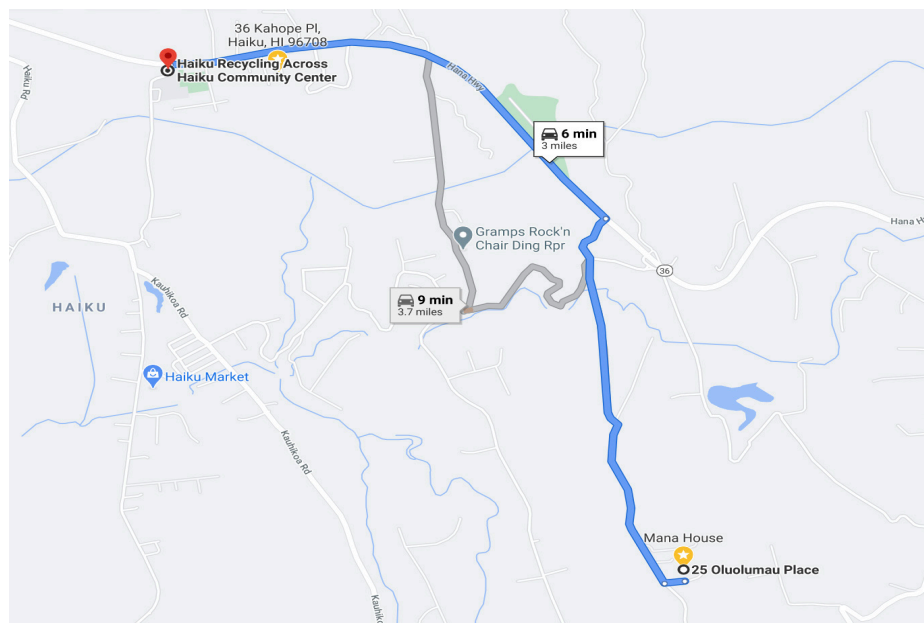 36 Kahope Pl,
Haiku, HI 96708
Haiku Recycling Across
Haiku Community Center
Haiku Rd
Hana Hwy
6 min
3 miles
Hana H
Gramps Rock'n
Chair Ding Rpr
36
9 min
3.7 miles
HAIKU
Kauhikoa Rd
Haiku Market
Kauhikoa Rd
Mana House
25 Oluolumau Place